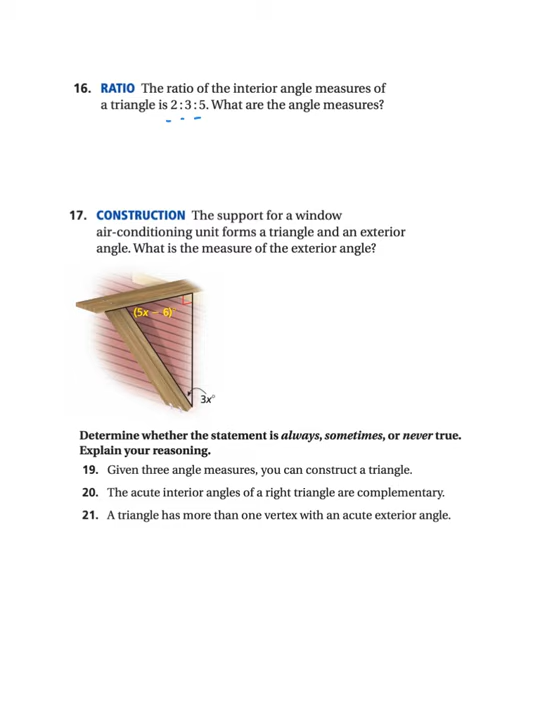 16. RATIO The ratio of the interior angle measures of
a triangle is 2 : 3 : 5. What are the angle measures?
17. CONSTRUCTION The support for a window
air-conditioning unit forms a triangle and an exterior
angle. What is the measure of the exterior angle?
(5x − 6)°
3x°
Determine whether the statement is always, sometimes, or never true.
Explain your reasoning.
19. Given three angle measures, you can construct a triangle.
20. The acute interior angles of a right triangle are complementary.
21. A triangle has more than one vertex with an acute exterior angle.